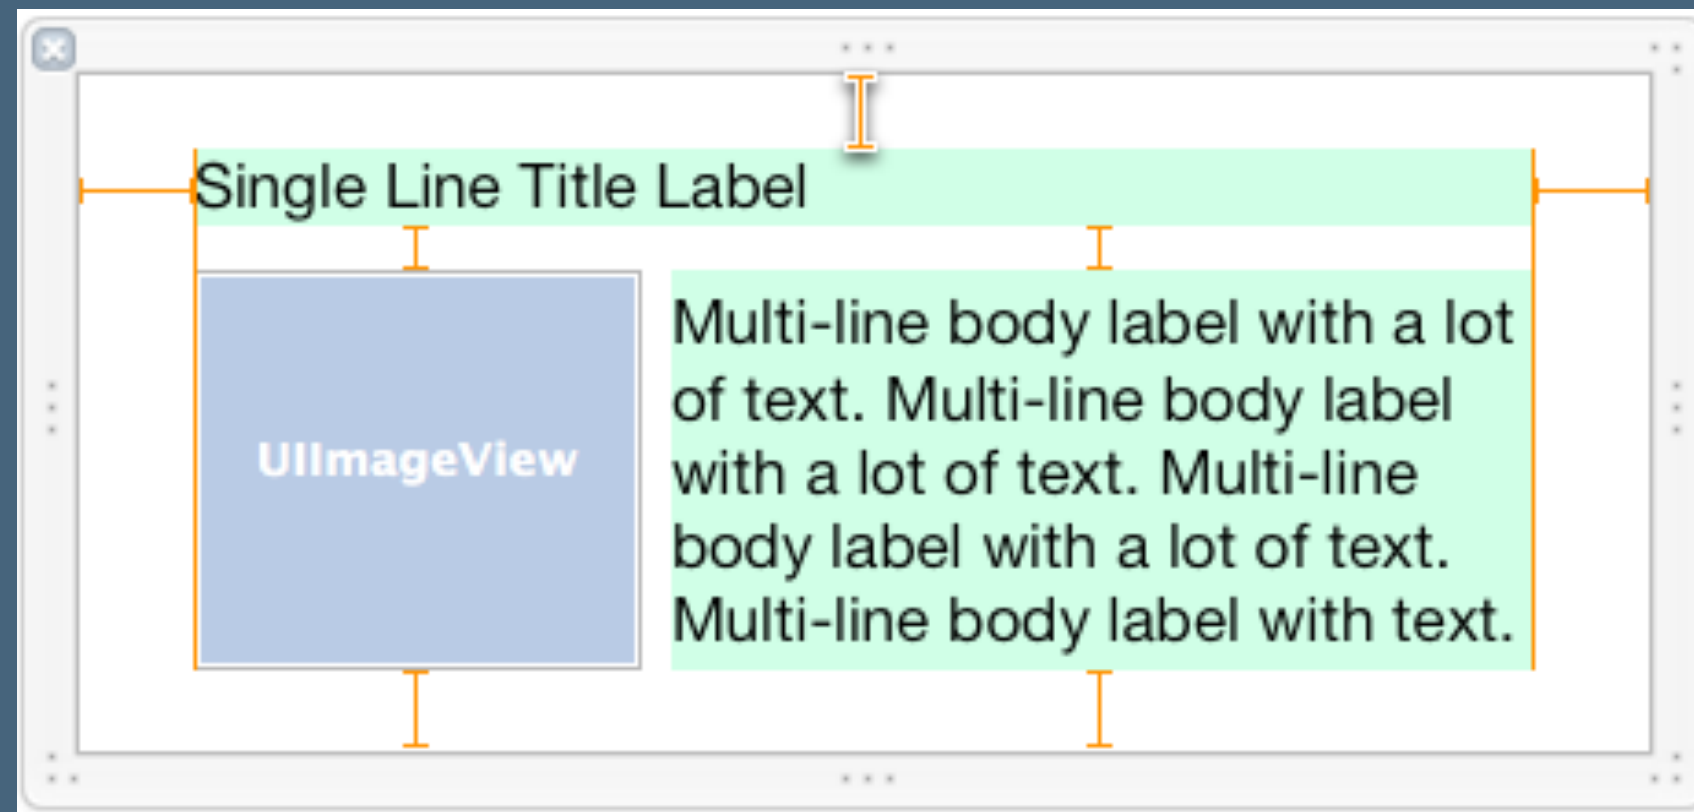 Single Line Title Label
UIImageView
Multi-line body label with a lot
of text. Multi-line body label
with a lot of text. Multi-line
body label with a lot of text.
Multi-line body label with text.